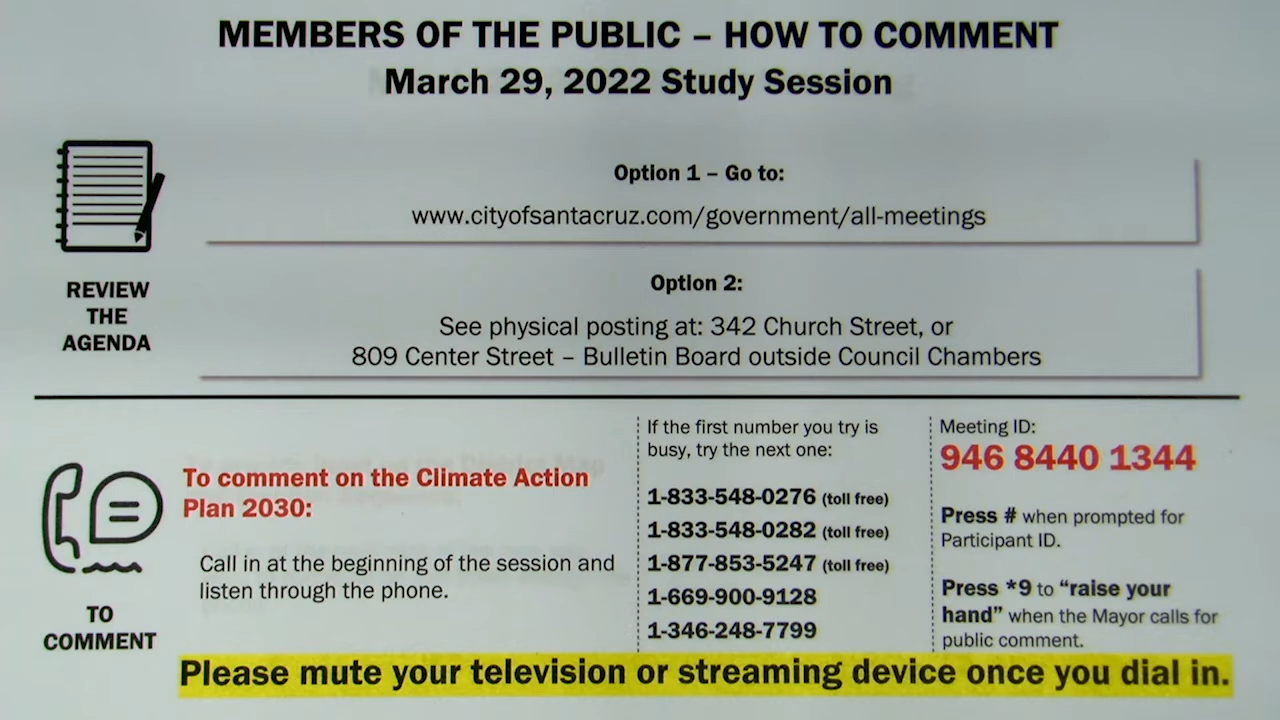 MEMBERS OF THE PUBLIC – HOW TO COMMENT
March 29, 2022 Study Session
REVIEW
THE
AGENDA
Option 1 – Go to:
www.cityofsantacruz.com/government/all-meetings
Option 2:
See physical posting at: 342 Church Street, or
809 Center Street – Bulletin Board outside Council Chambers
TO
COMMENT
To comment on the Climate Action
Plan 2030:
Call in at the beginning of the session and
listen through the phone.
If the first number you try is
busy, try the next one:
1-833-548-0276 (toll free)
1-833-548-0282 (toll free)
1-877-853-5247 (toll free)
1-669-900-9128
1-346-248-7799
Meeting ID:
946 8440 1344
Press # when prompted for
Participant ID.
Press *9 to “raise your
hand” when the Mayor calls for
public comment.
Please mute your television or streaming device once you dial in.